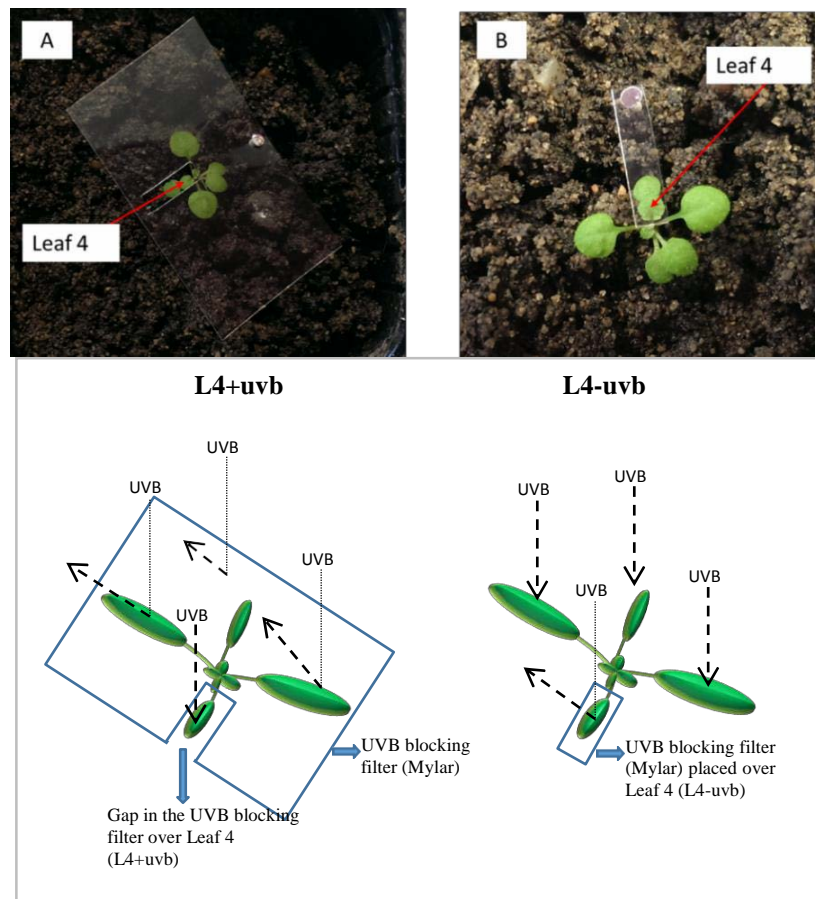 A
Leaf 4
B
Leaf 4
L4+uvb
L4-uvb
UVB
UVB
UVB
UVB
UVB
UVB
UVB
UVB
UVB blocking
filter (Mylar)
Gap in the UVB blocking
filter over Leaf 4
(L4+uvb)
UVB blocking filter
(Mylar) placed over
Leaf 4 (L4-uvb)